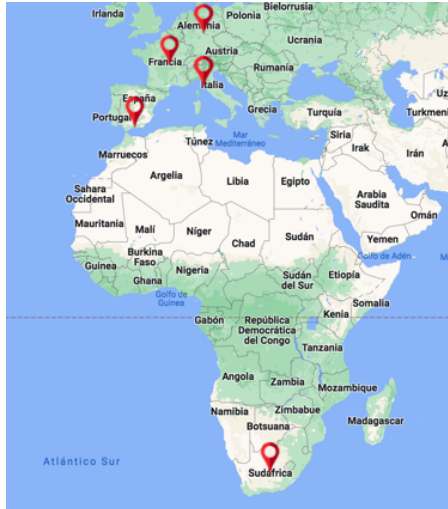 Bielorrusia
Irlanda
Polonia
Alemania
Ucrania
Austria
Francia
Rumanía
Italia
España
Portugal
Grecia
Turquía
Uz
Turkmeni
Mar
Mediterráneo
Túnez
Siria
Irak
Irán
Marruecos
Argelia
Libia
Egipto
Sahara
Occidental
Arabia
Saudita
Omán
Mauritania
Malí
Níger
Chad
Sudán
Yemen
Golfo de Adén
Burkina
Faso
Guinea
Ghana
Nigeria
Sudán
del Sur
Etiopía
Golfo de
Guinea
Somalia
Gabón
República
Democrática
del Congo
Kenia
Tanzania
Angola
Zambia
Mozambique
Namibia
Zimbabue
Botsuana
Madagascar
Atlántico Sur
Sudáfrica